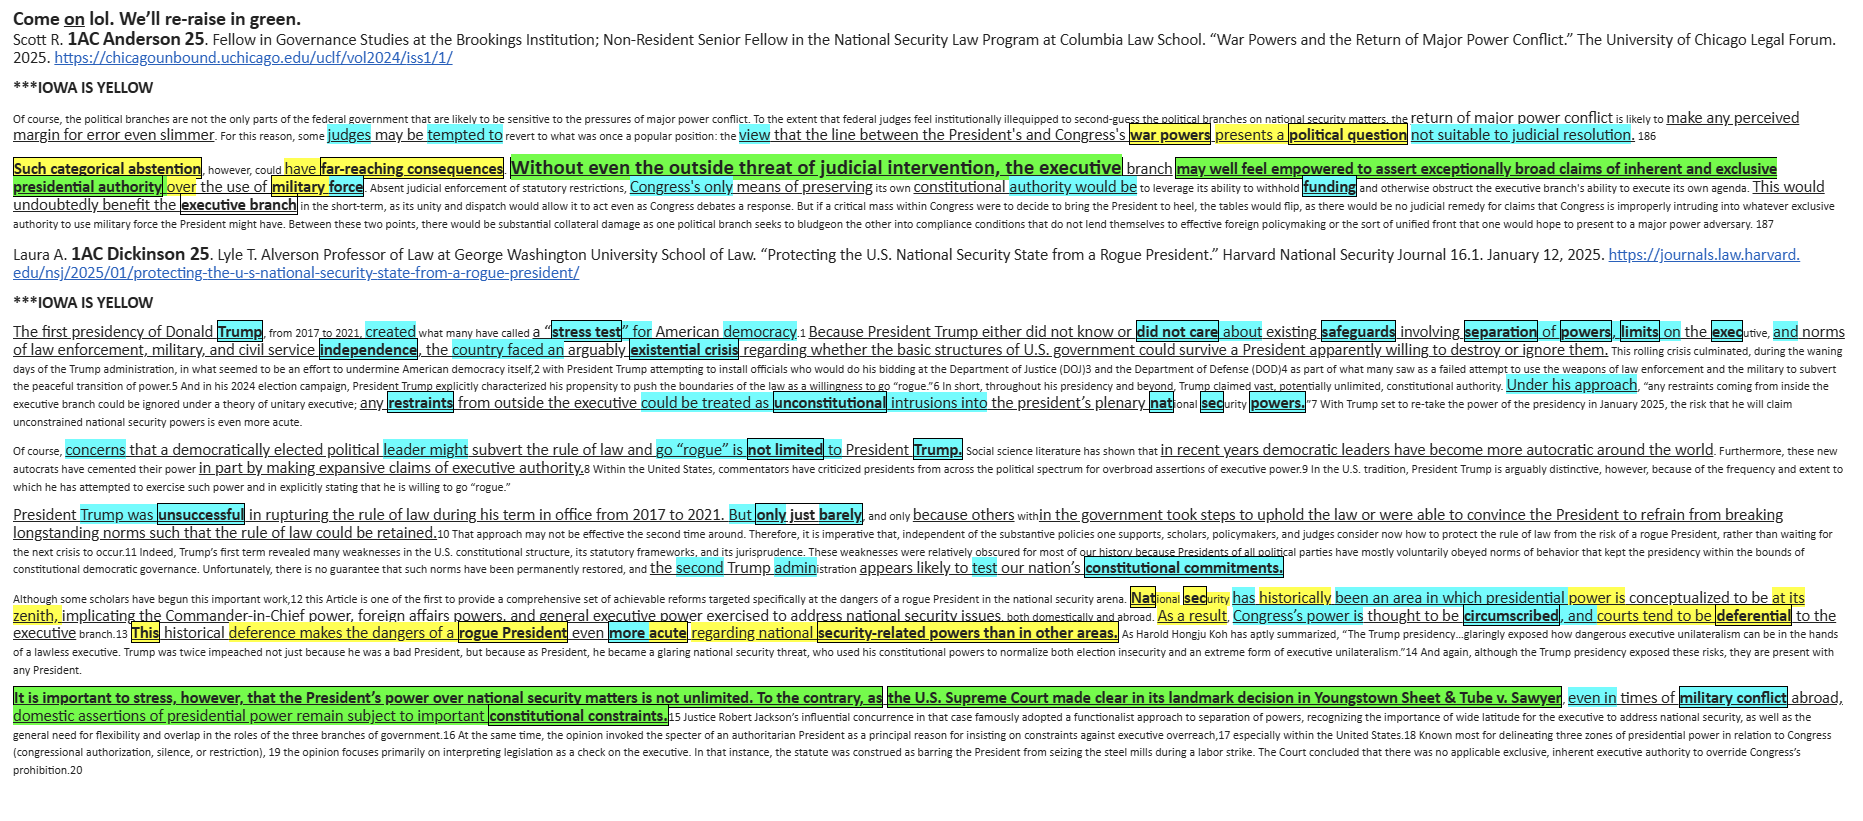 Come on lol. We’ll re-raise in green.
Scott R. 1AC Anderson 25. Fellow in Governance Studies at the Brookings Institution; Non-Resident Senior Fellow in the National Security Law Program at Columbia Law School. “War Powers and the Return of Major Power Conflict.” The University of Chicago Legal Forum.
2025. https://chicagounbound.uchicago.edu/uclf/vol2024/iss1/1/
***IOWA IS YELLOW
Of course, the political branches are not the only parts of the federal government that are likely to be sensitive to the pressures of major power conflict. To the extent that federal judges feel institutionally illequipped to second-guess the political branches on national security matters, the return of major power conflict is likely to make any perceived
margin for error even slimmer. For this reason, some judges may be tempted to revert to what was once a popular position: the view that the line between the President's and Congress's war powers presents a political question not suitable to judicial resolution. 186
Such categorical abstention, however, could have far-reaching consequences. Without even the outside threat of judicial intervention, the executive branch may well feel empowered to assert exceptionally broad claims of inherent and exclusive
presidential authority over the use of military force. Absent judicial enforcement of statutory restrictions, Congress's only means of preserving its own constitutional authority would be to leverage its ability to withhold funding and otherwise obstruct the executive branch's ability to execute its own agenda. This would
undoubtedly benefit the executive branch in the short-term, as its unity and dispatch would allow it to act even as Congress debates a response. But if a critical mass within Congress were to decide to bring the President to heel, the tables would flip, as there would be no judicial remedy for claims that Congress is improperly intruding into whatever exclusive
authority to use military force the President might have. Between these two points, there would be substantial collateral damage as one political branch seeks to bludgeon the other into compliance conditions that do not lend themselves to effective foreign policymaking or the sort of unified front that one would hope to present to a major power adversary. 187
Laura A. 1AC Dickinson 25. Lyle T. Alverson Professor of Law at George Washington University School of Law. “Protecting the U.S. National Security State from a Rogue President.” Harvard National Security Journal 16.1. January 12, 2025. https://journals.law.harvard.
edu/nsj/2025/01/protecting-the-u-s-national-security-state-from-a-rogue-president/
***IOWA IS YELLOW
The first presidency of Donald Trump, from 2017 to 2021, created what many have called a “stress test” for American democracy.1 Because President Trump either did not know or did not care about existing safeguards involving separation of powers, limits on the executive, and norms
of law enforcement, military, and civil service independence, the country faced an arguably existential crisis regarding whether the basic structures of U.S. government could survive a President apparently willing to destroy or ignore them. This rolling crisis culminated, during the waning
days of the Trump administration, in what seemed to be an effort to undermine American democracy itself,2 with President Trump attempting to install officials who would do his bidding at the Department of Justice (DOJ)3 and the Department of Defense (DOD)4 as part of what many saw as a failed attempt to use the weapons of law enforcement and the military to subvert
the peaceful transition of power.5 And in his 2024 election campaign, President Trump explicitly characterized his propensity to push the boundaries of the law as a willingness to go “rogue.”6 In short, throughout his presidency and beyond, Trump claimed vast, potentially unlimited, constitutional authority. Under his approach, “any restraints coming from inside the
executive branch could be ignored under a theory of unitary executive; any restraints from outside the executive could be treated as unconstitutional intrusions into the president’s plenary national security powers.”7 With Trump set to re-take the power of the presidency in January 2025, the risk that he will claim
unconstrained national security powers is even more acute.
Of course, concerns that a democratically elected political leader might subvert the rule of law and go “rogue” is not limited to President Trump. Social science literature has shown that in recent years democratic leaders have become more autocratic around the world. Furthermore, these new
autocrats have cemented their power in part by making expansive claims of executive authority.8 Within the United States, commentators have criticized presidents from across the political spectrum for overbroad assertions of executive power.9 In the U.S. tradition, President Trump is arguably distinctive, however, because of the frequency and extent to
which he has attempted to exercise such power and in explicitly stating that he is willing to go “rogue.”
President Trump was unsuccessful in rupturing the rule of law during his term in office from 2017 to 2021. But only just barely, and only because others within the government took steps to uphold the law or were able to convince the President to refrain from breaking
longstanding norms such that the rule of law could be retained.10 That approach may not be effective the second time around. Therefore, it is imperative that, independent of the substantive policies one supports, scholars, policymakers, and judges consider now how to protect the rule of law from the risk of a rogue President, rather than waiting for
the next crisis to occur.11 Indeed, Trump’s first term revealed many weaknesses in the U.S. constitutional structure, its statutory frameworks, and its jurisprudence. These weaknesses were relatively obscured for most of our history because Presidents of all political parties have mostly voluntarily obeyed norms of behavior that kept the presidency within the bounds of
constitutional democratic governance. Unfortunately, there is no guarantee that such norms have been permanently restored, and the second Trump administration appears likely to test our nation’s constitutional commitments.
Although some scholars have begun this important work,12 this Article is one of the first to provide a comprehensive set of achievable reforms targeted specifically at the dangers of a rogue President in the national security arena. National security has historically been an area in which presidential power is conceptualized to be at its
zenith, implicating the Commander-in-Chief power, foreign affairs powers, and general executive power exercised to address national security issues, both domestically and abroad. As a result, Congress’s power is thought to be circumscribed, and courts tend to be deferential to the
executive branch.13 This historical deference makes the dangers of a rogue President even more acute regarding national security-related powers than in other areas. As Harold Hongju Koh has aptly summarized, “The Trump presidency…glaringly exposed how dangerous executive unilateralism can be in the hands
of a lawless executive. Trump was twice impeached not just because he was a bad President, but because as President, he became a glaring national security threat, who used his constitutional powers to normalize both election insecurity and an extreme form of executive unilateralism.”14 And again, although the Trump presidency exposed these risks, they are present with
any President.
It is important to stress, however, that the President’s power over national security matters is not unlimited. To the contrary, as the U.S. Supreme Court made clear in its landmark decision in Youngstown Sheet & Tube v. Sawyer, even in times of military conflict abroad,
domestic assertions of presidential power remain subject to important constitutional constraints.15 Justice Robert Jackson’s influential concurrence in that case famously adopted a functionalist approach to separation of powers, recognizing the importance of wide latitude for the executive to address national security, as well as the
general need for flexibility and overlap in the roles of the three branches of government.16 At the same time, the opinion invoked the specter of an authoritarian President as a principal reason for insisting on constraints against executive overreach,17 especially within the United States.18 Known most for delineating three zones of presidential power in relation to Congress
(congressional authorization, silence, or restriction), 19 the opinion focuses primarily on interpreting legislation as a check on the executive. In that instance, the statute was construed as barring the President from seizing the steel mills during a labor strike. The Court concluded that there was no applicable exclusive, inherent executive authority to override Congress’s
prohibition.20